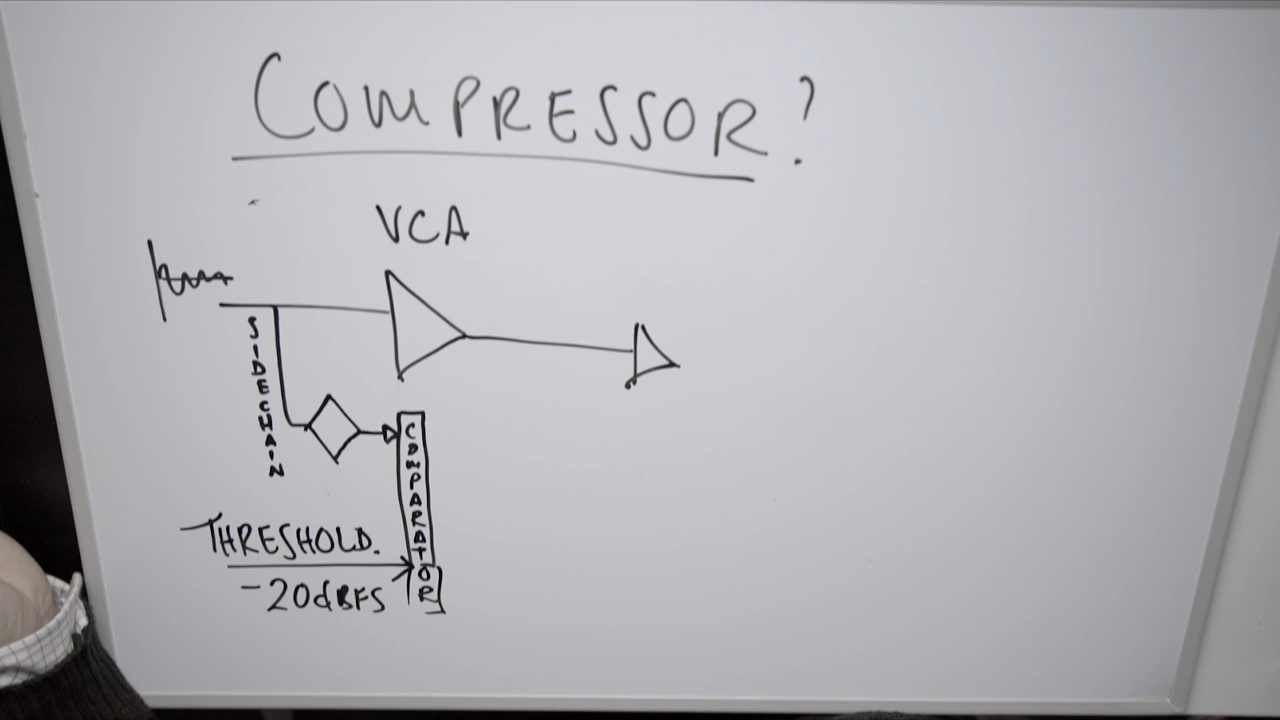 COMPRESSOR?
VCA
SIDECHAIN
COMPARATOR
THRESHOLD.
-20dBFS